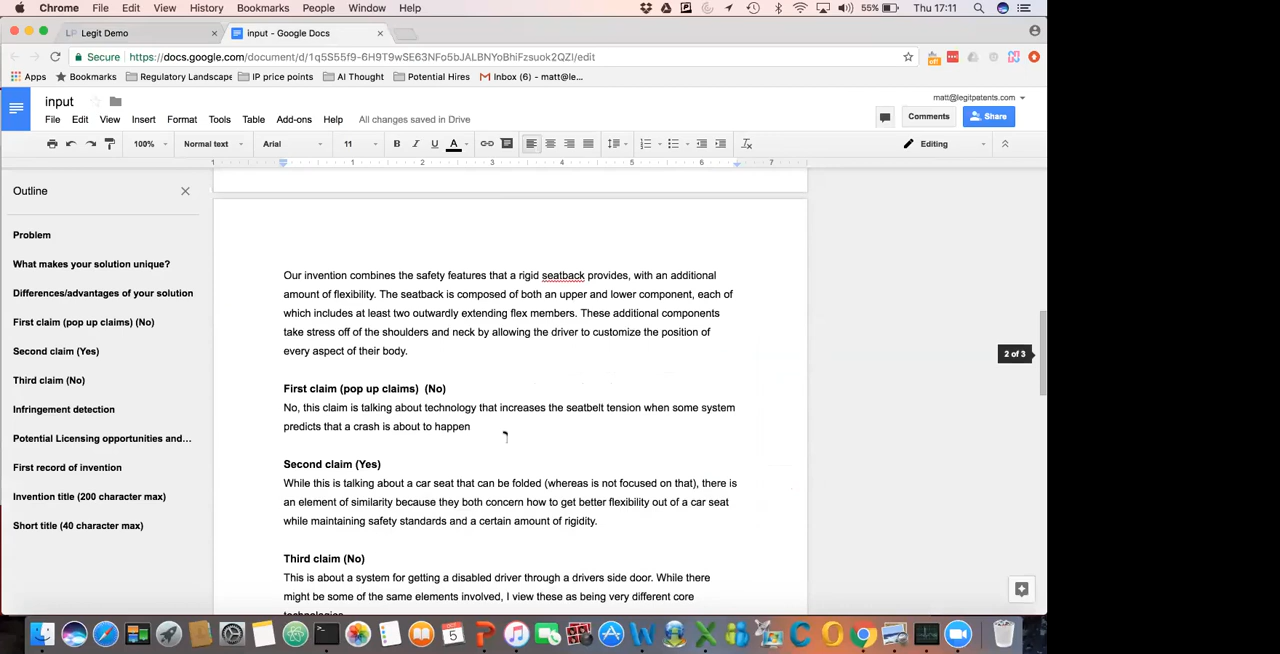 Chrome File Edit View History Bookmarks People Window Help 55% Thu 17:11
Legit Demo × input - Google Docs ×
Secure https://docs.google.com/document/d/1q5S55f9-6H9T9wSE63NFo5bJALBNYoBhiFzsuok2QZI/edit
Apps Bookmarks Regulatory Landscape IP price points AI Thought Potential Hires Inbox (6) - matt@le...
input matt@legitpatents.com
File Edit View Insert Format Tools Table Add-ons Help All changes saved in Drive Comments Share
100% Normal text Arial 11 B I U A Editing
1 1 2 3 4 5 6 7
Outline
Problem
What makes your solution unique?
Differences/advantages of your solution
First claim (pop up claims) (No)
Second claim (Yes)
Third claim (No)
Infringement detection
Potential Licensing opportunities and...
First record of invention
Invention title (200 character max)
Short title (40 character max)
Our invention combines the safety features that a rigid seatback provides, with an additional
amount of flexibility. The seatback is composed of both an upper and lower component, each of
which includes at least two outwardly extending flex members. These additional components
take stress off of the shoulders and neck by allowing the driver to customize the position of
every aspect of their body.
First claim (pop up claims) (No)
No, this claim is talking about technology that increases the seatbelt tension when some system
predicts that a crash is about to happen
Second claim (Yes)
While this is talking about a car seat that can be folded (whereas is not focused on that), there is
an element of similarity because they both concern how to get better flexibility out of a car seat
while maintaining safety standards and a certain amount of rigidity.
Third claim (No)
This is about a system for getting a disabled driver through a drivers side door. While there
might be some of the same elements involved, I view these as being very different core
technologies
2 of 3